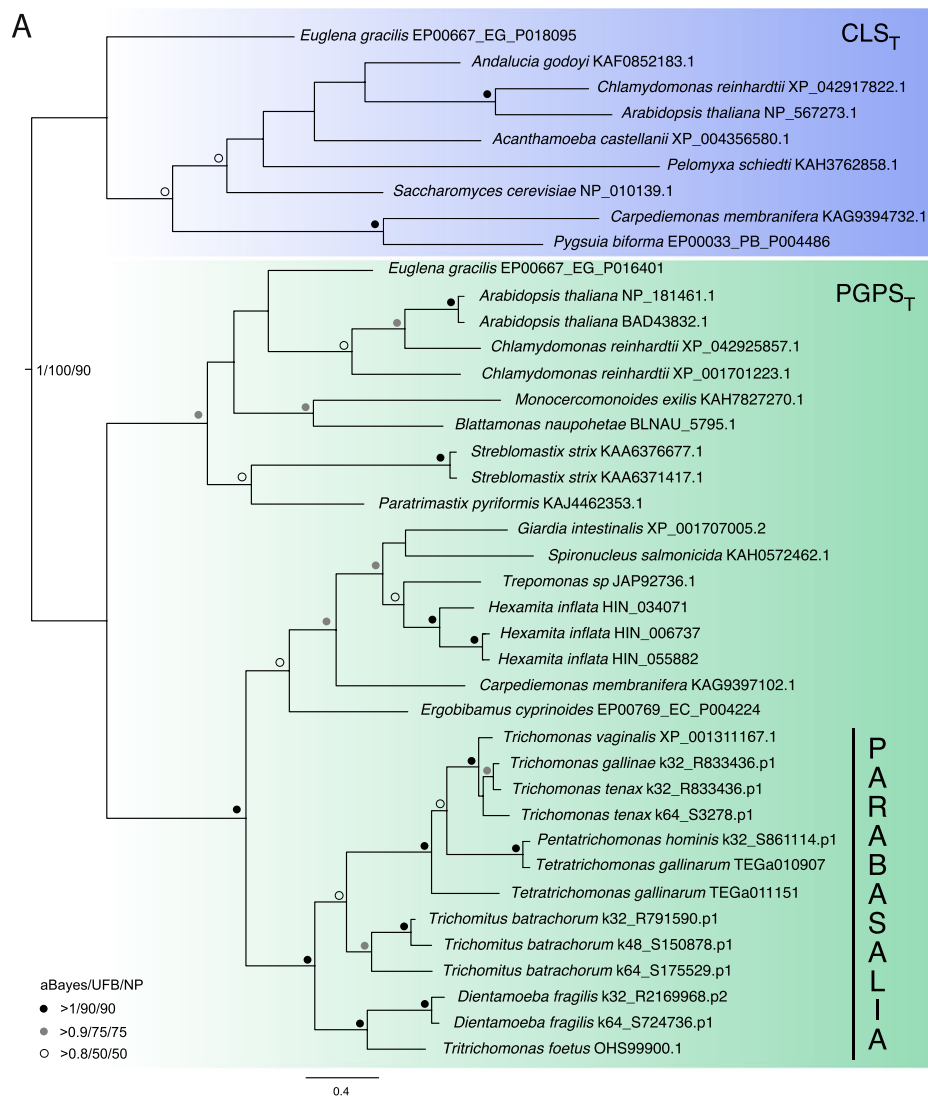 A
CLS_T
Euglena gracilis EP00667_EG_P018095
Andalucia godoyi KAF0852183.1
Chlamydomonas reinhardtii XP_042917822.1
Arabidopsis thaliana NP_567273.1
Acanthamoeba castellanii XP_004356580.1
Pelomyxa schiedti KAH3762858.1
Saccharomyces cerevisiae NP_010139.1
Carpediemonas membranifera KAG9394732.1
Pygsuia biforma EP00033_PB_P004486
Euglena gracilis EP00667_EG_P016401
PGPS_T
Arabidopsis thaliana NP_181461.1
Arabidopsis thaliana BAD43832.1
Chlamydomonas reinhardtii XP_042925857.1
1/100/90
Chlamydomonas reinhardtii XP_001701223.1
Monocercomonoides exilis KAH7827270.1
Blattamonas naupohetae BLNAU_5795.1
Streblomastix strix KAA6376677.1
Streblomastix strix KAA6371417.1
Paratrimastix pyriformis KAJ4462353.1
Giardia intestinalis XP_001707005.2
Spironucleus salmonicida KAH0572462.1
Trepomonas sp JAP92736.1
Hexamita inflata HIN_034071
Hexamita inflata HIN_006737
Hexamita inflata HIN_055882
Carpediemonas membranifera KAG9397102.1
Ergobibamus cyprinoides EP00769_EC_P004224
Trichomonas vaginalis XP_001311167.1
Trichomonas gallinae k32_R833436.p1
Trichomonas tenax k32_R833436.p1
Trichomonas tenax k64_S3278.p1
Pentatrichomonas hominis k32_S861114.p1
Tetratrichomonas gallinarum TEGa010907
Tetratrichomonas gallinarum TEGa011151
Trichomitus batrachorum k32_R791590.p1
Trichomitus batrachorum k48_S150878.p1
Trichomitus batrachorum k64_S175529.p1
Dientamoeba fragilis k32_R2169968.p2
Dientamoeba fragilis k64_S724736.p1
Tritrichomonas foetus OHS99900.1
PARABASALIA
aBayes/UFB/NP
>1/90/90
>0.9/75/75
>0.8/50/50
0.4